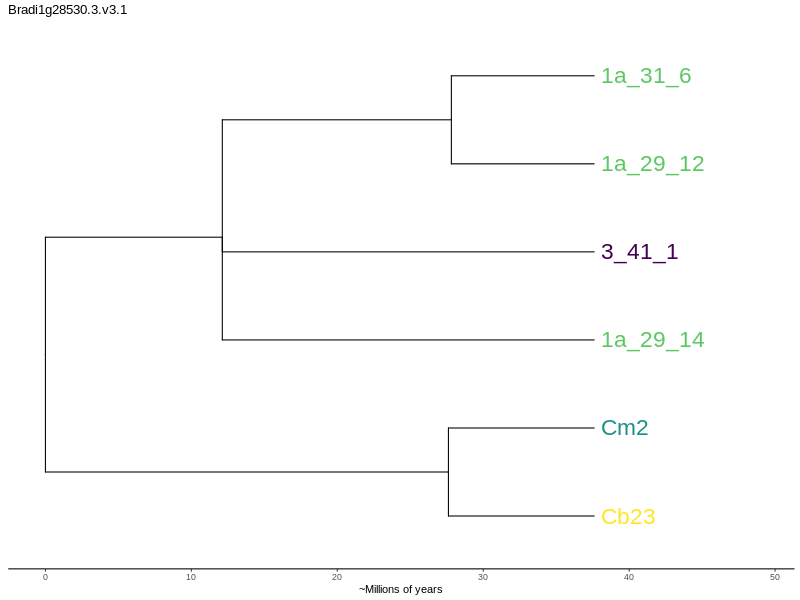 Bradi1g28530.3.v3.1
1a_31_6
1a_29_12
3_41_1
1a_29_14
Cm2
Cb23
0 10 20 30 40 50
~Millions of years